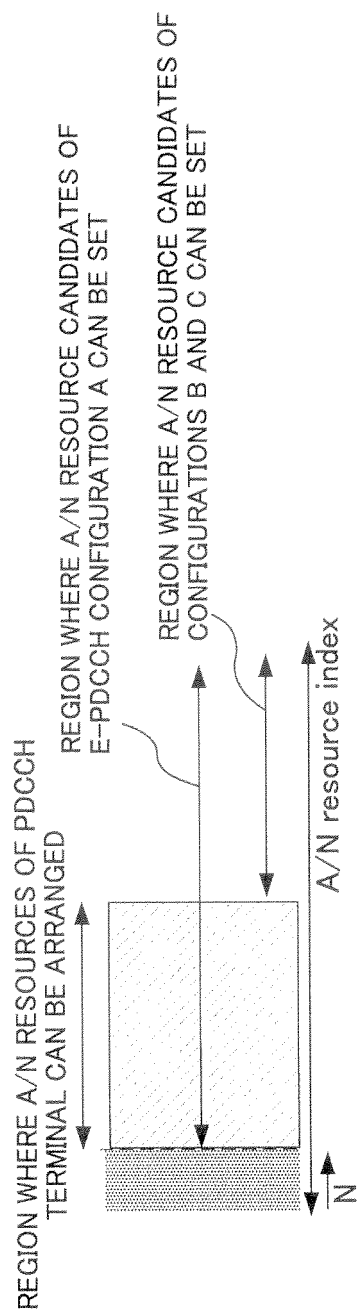 REGION WHERE A/N RESOURCES OF PDCCH
TERMINAL CAN BE ARRANGED
REGION WHERE A/N RESOURCE CANDIDATES OF
E-PDCCH CONFIGURATION A CAN BE SET
REGION WHERE A/N RESOURCE CANDIDATES OF
CONFIGURATIONS B AND C CAN BE SET
A/N resource index
N